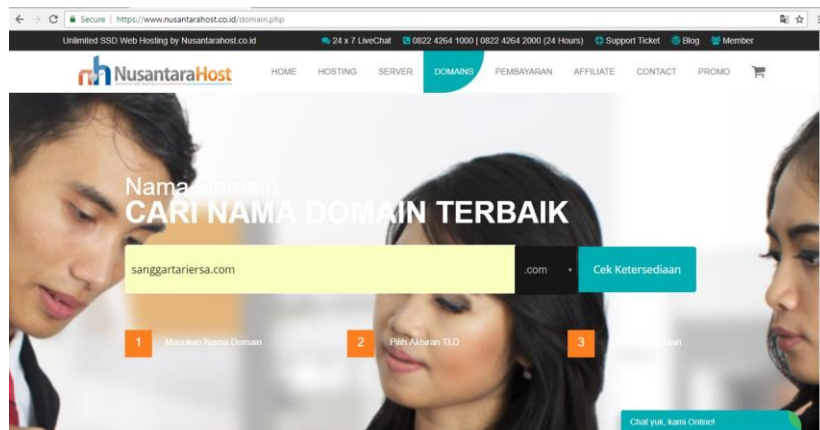 Secure | https://www.nusantarahost.co.id/domain.php
Unlimited SSD Web Hosting by Nusantarahost.co.id 24 x 7 LiveChat 0822 4264 1000 | 0822 4264 2000 (24 Hours) Support Ticket Blog Member
nh NusantaraHost HOME HOSTING SERVER DOMAINS PEMBAYARAN AFFILIATE CONTACT PROMO
Nama Domain
CARI NAMA DOMAIN TERBAIK
sanggartariersa.com .com Cek Ketersediaan
1 Masukan Nama Domain 2 Pilih Akhiran TLD 3
Chat yuk, kami Online!